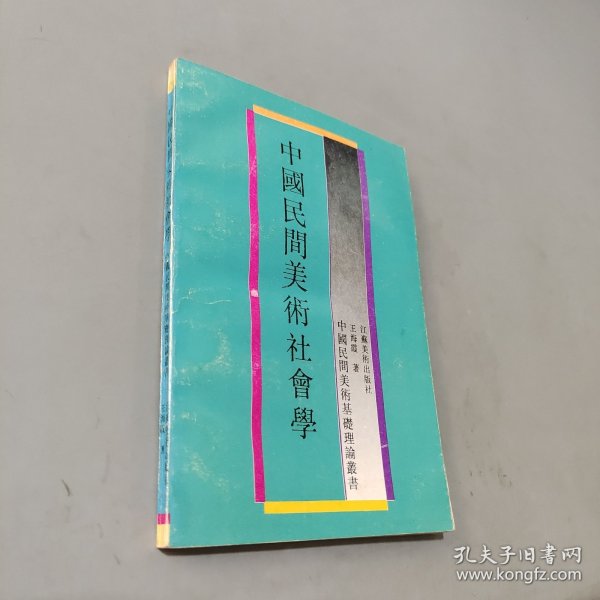 中國民間美術社會學
江蘇美術出版社
王海霞 著
中國民間美術基礎理論叢書
孔夫子旧书网
www.kongfz.com